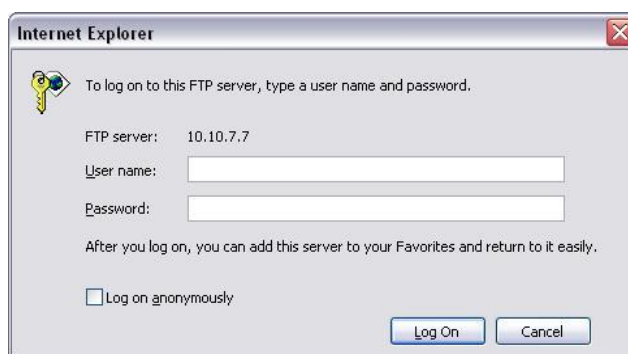 Internet Explorer
To log on to this FTP server, type a user name and password.
FTP server: 10.10.7.7
User name:
Password:
After you log on, you can add this server to your Favorites and return to it easily.
Log on anonymously
Log On Cancel